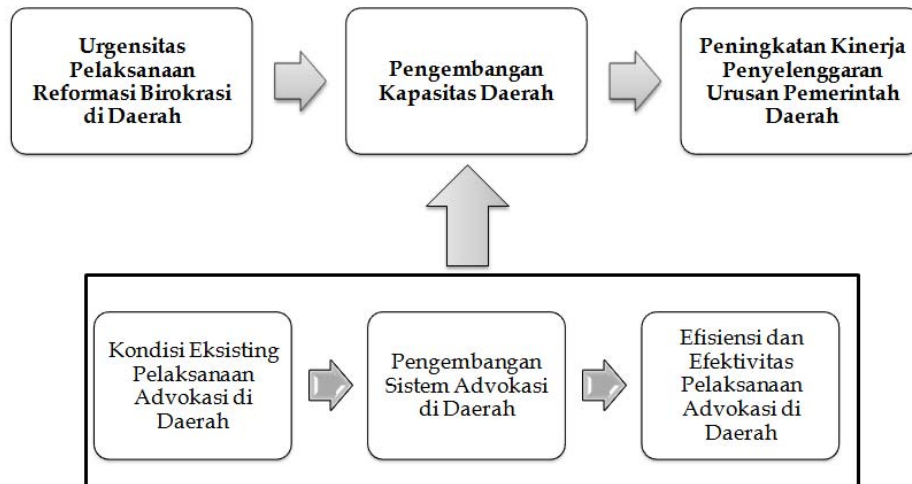 Urgensitas
Pelaksanaan
Reformasi Birokrasi
di Daerah
Pengembangan
Kapasitas Daerah
Peningkatan Kinerja
Penyelenggaran
Urusan Pemerintah
Daerah
Kondisi Eksisting
Pelaksanaan
Advokasi di
Daerah
Pengembangan
Sistem Advokasi
di Daerah
Efisiensi dan
Efektivitas
Pelaksanaan
Advokasi di
Daerah